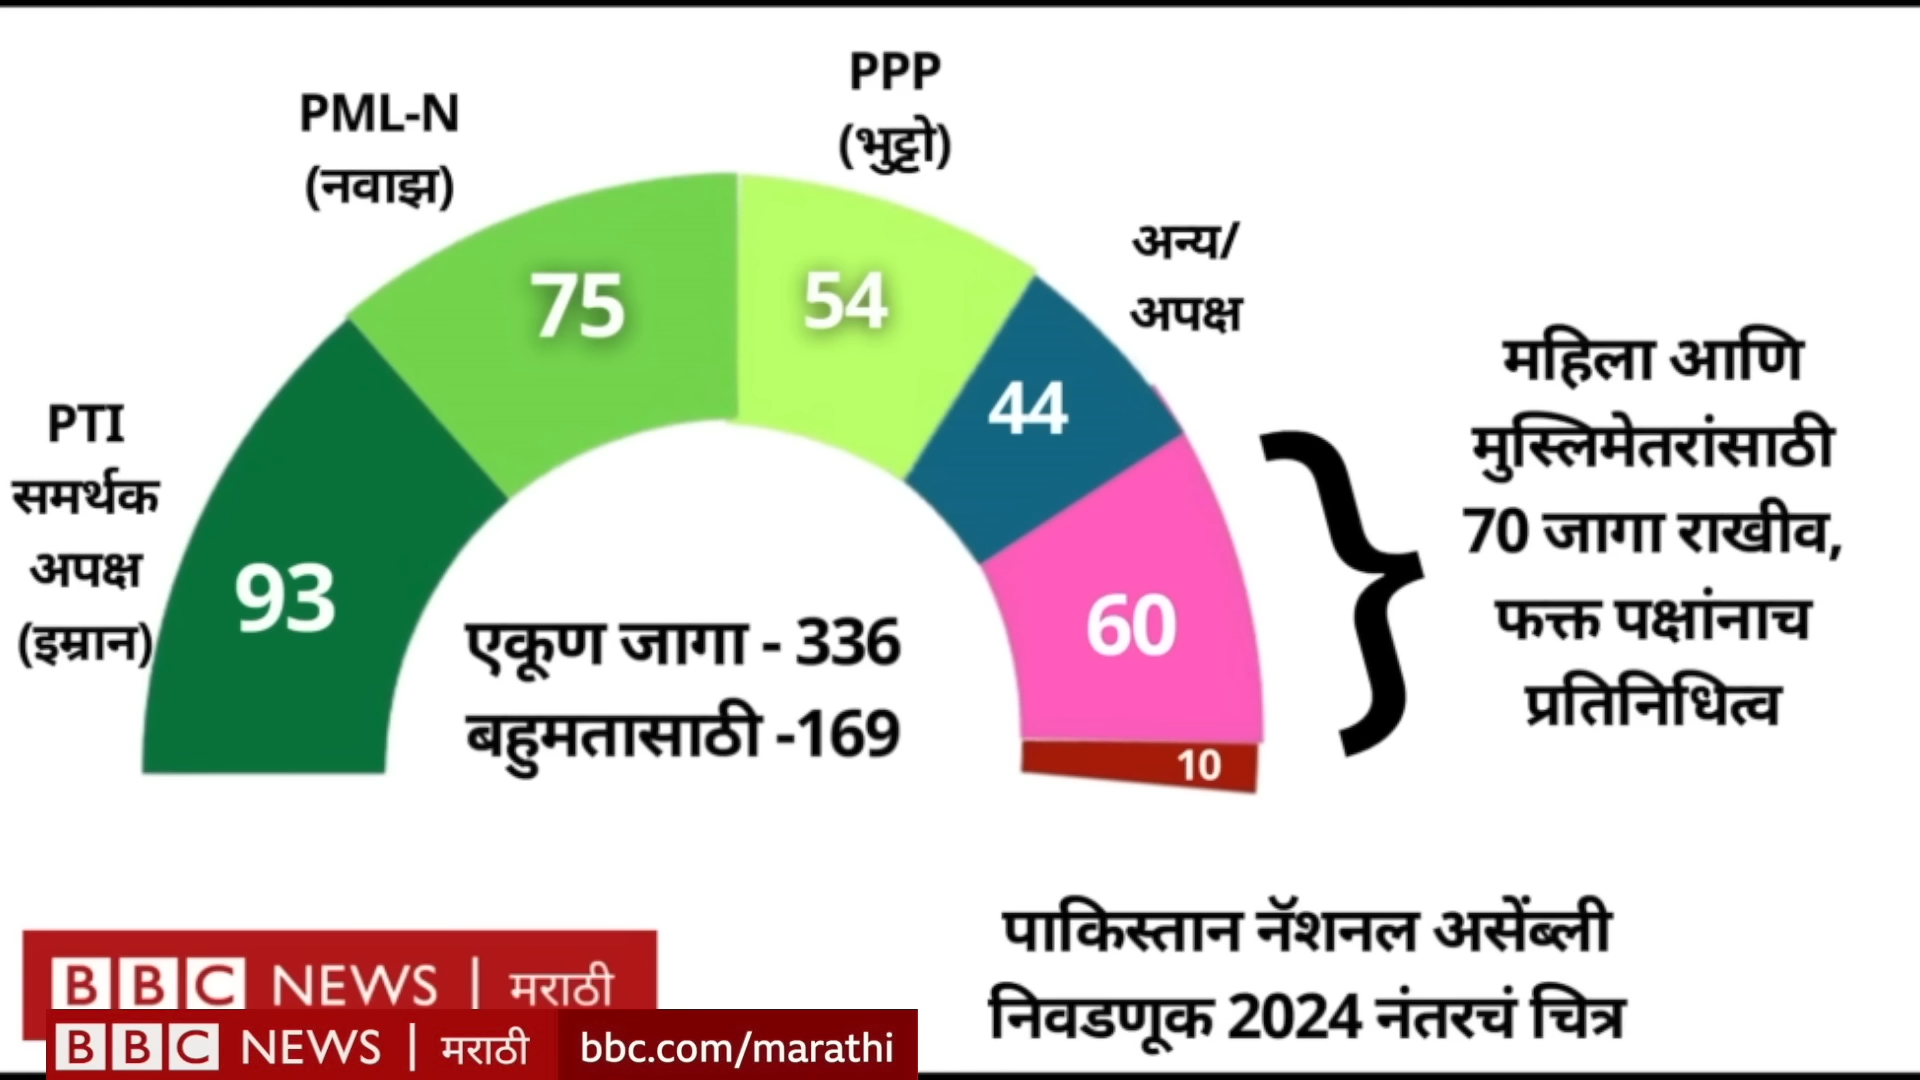 PML-N
(नवाझ)
PPP
(भुट्टो)
अन्य/
अपक्ष
PTI
समर्थक
अपक्ष
(इम्रान)
93
75
54
44
60
10
एकूण जागा - 336
बहुमतासाठी -169
महिला आणि
मुस्लिमेतरांसाठी
70 जागा राखीव,
फक्त पक्षांनाच
प्रतिनिधित्व
पाकिस्तान नॅशनल असेंब्ली
निवडणूक 2024 नंतरचं चित्र
BBC NEWS | मराठी
BBC NEWS | मराठी bbc.com/marathi